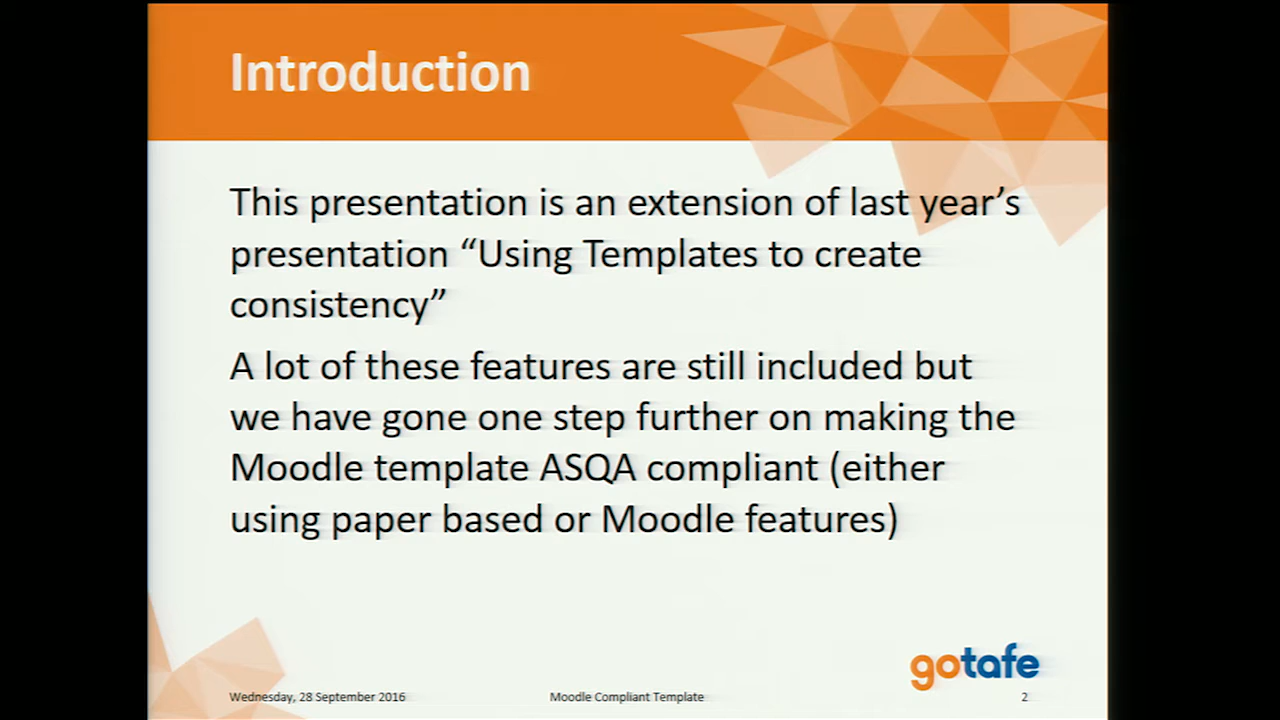 Introduction
This presentation is an extension of last year’s
presentation “Using Templates to create
consistency”
A lot of these features are still included but
we have gone one step further on making the
Moodle template ASQA compliant (either
using paper based or Moodle features)
gotafe
Wednesday, 28 September 2016
Moodle Compliant Template
2